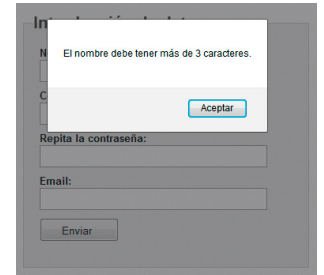 El nombre debe tener más de 3 caracteres.
Aceptar
Repita la contraseña:
Email:
Enviar